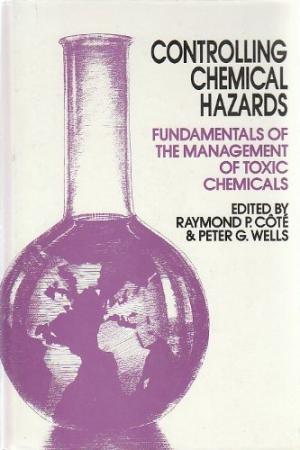 CONTROLLING
CHEMICAL
HAZARDS
FUNDAMENTALS OF
THE MANAGEMENT
OF TOXIC
CHEMICALS
EDITED BY
RAYMOND P. CÔTÉ
& PETER G. WELLS